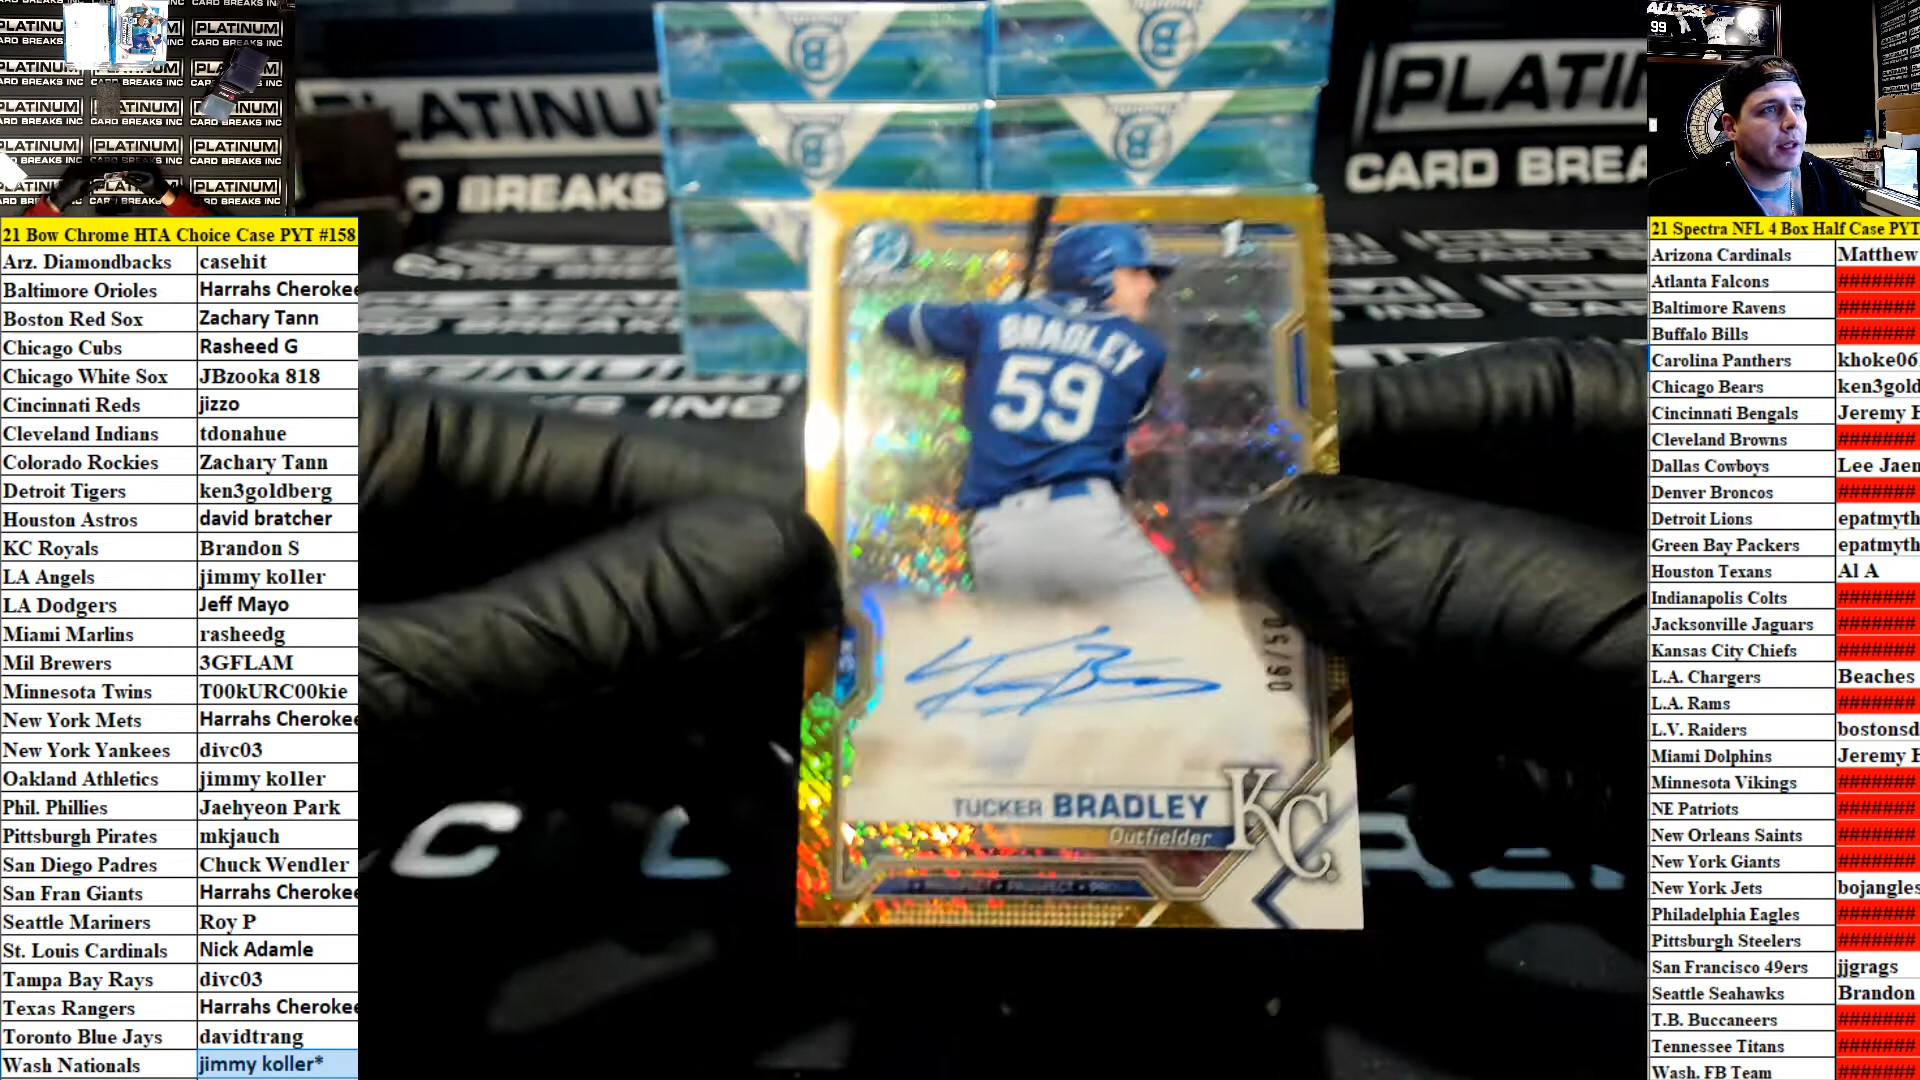 21 Bow Chrome HTA Choice Case PYT #158
Arz. Diamondbacks casehit
Baltimore Orioles Harrahs Cherokee
Boston Red Sox Zachary Tann
Chicago Cubs Rasheed G
Chicago White Sox JBzooka 818
Cincinnati Reds jizzo
Cleveland Indians tdonahue
Colorado Rockies Zachary Tann
Detroit Tigers ken3goldberg
Houston Astros david bratcher
KC Royals Brandon S
LA Angels jimmy koller
LA Dodgers Jeff Mayo
Miami Marlins rasheedg
Mil Brewers 3GFLAM
Minnesota Twins T00kURC00kie
New York Mets Harrahs Cherokee
New York Yankees divc03
Oakland Athletics jimmy koller
Phil. Phillies Jaehyeon Park
Pittsburgh Pirates mkjauch
San Diego Padres Chuck Wendler
San Fran Giants Harrahs Cherokee
Seattle Mariners Roy P
St. Louis Cardinals Nick Adamle
Tampa Bay Rays divc03
Texas Rangers Harrahs Cherokee
Toronto Blue Jays davidtrang
Wash Nationals jimmy koller*
PLATINUM
CARD BREAKS INC
BRADLEY
59
1st
06/50
TUCKER BRADLEY
Outfielder
KC
PROSPECT
99
21 Spectra NFL 4 Box Half Case PYT
Arizona Cardinals Matthew
Atlanta Falcons #######
Baltimore Ravens #######
Buffalo Bills #######
Carolina Panthers khoke06
Chicago Bears ken3gold
Cincinnati Bengals Jeremy
Cleveland Browns #######
Dallas Cowboys Lee Jaen
Denver Broncos #######
Detroit Lions epatmyth
Green Bay Packers epatmyth
Houston Texans Al A
Indianapolis Colts #######
Jacksonville Jaguars #######
Kansas City Chiefs #######
L.A. Chargers Beaches
L.A. Rams #######
L.V. Raiders bostonsd
Miami Dolphins Jeremy
Minnesota Vikings #######
NE Patriots #######
New Orleans Saints #######
New York Giants #######
New York Jets bojangles
Philadelphia Eagles #######
Pittsburgh Steelers #######
San Francisco 49ers jjgrags
Seattle Seahawks Brandon
T.B. Buccaneers #######
Tennessee Titans #######
Wash. FB Team #######